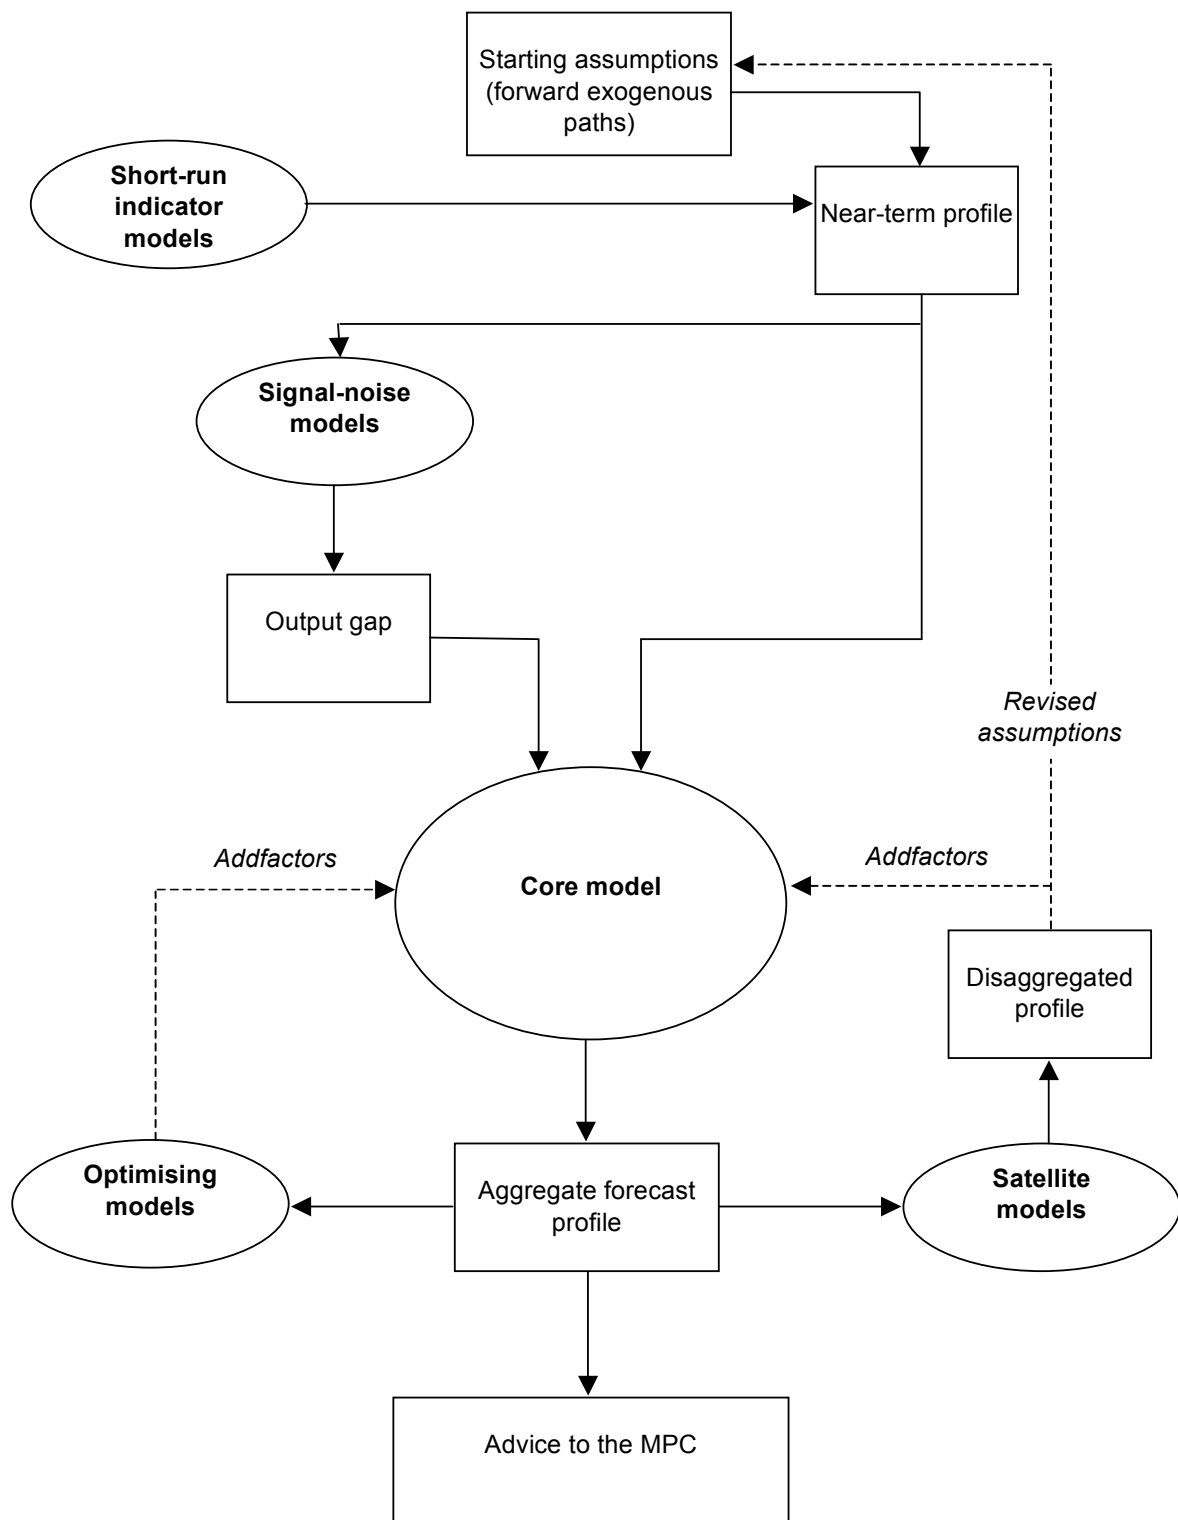 Starting assumptions
(forward exogenous
paths)
Short-run
indicator
models
Near-term profile
Signal-noise
models
Output gap
Revised
assumptions
Addfactors
Addfactors
Core model
Disaggregated
profile
Optimising
models
Aggregate forecast
profile
Satellite
models
Advice to the MPC